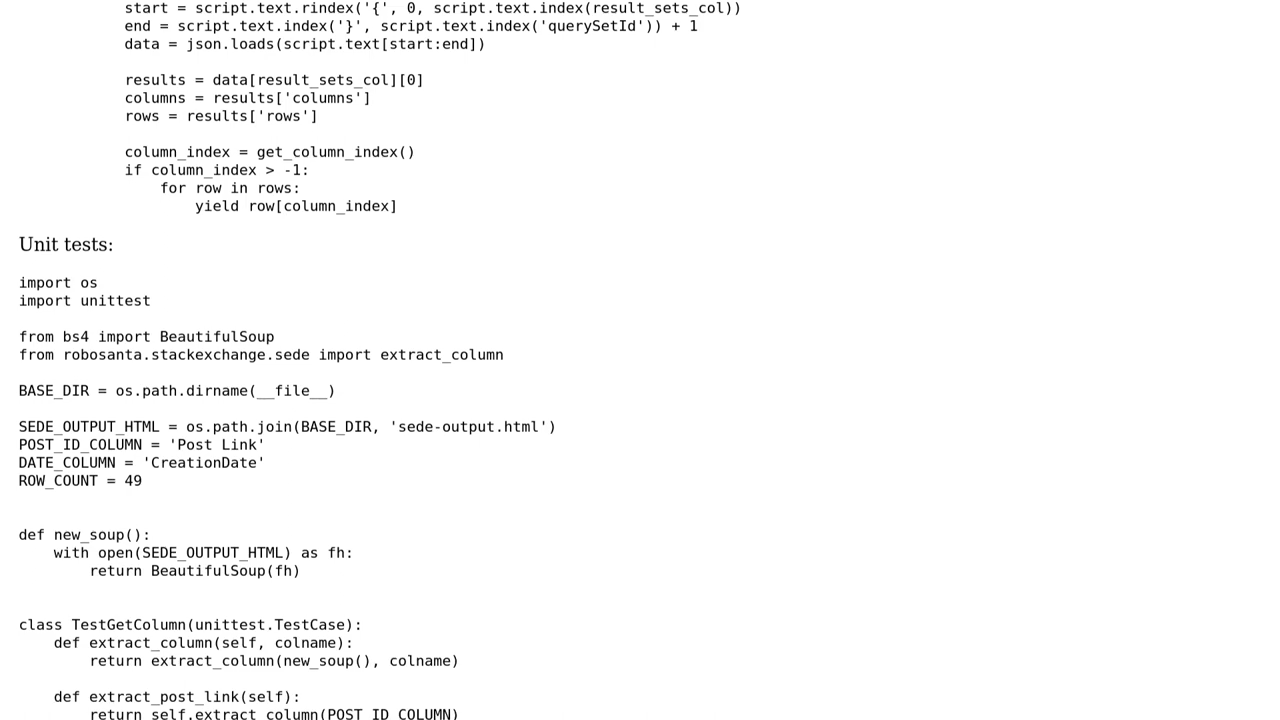 start = script.text.rindex('{', 0, script.text.index(result_sets_col))
end = script.text.index('}', script.text.index('querySetId')) + 1
data = json.loads(script.text[start:end])
results = data[result_sets_col][0]
columns = results['columns']
rows = results['rows']
column_index = get_column_index()
if column_index > -1:
for row in rows:
yield row[column_index]
Unit tests:
import os
import unittest
from bs4 import BeautifulSoup
from robosanta.stackexchange.sede import extract_column
BASE_DIR = os.path.dirname(__file__)
SEDE_OUTPUT_HTML = os.path.join(BASE_DIR, 'sede-output.html')
POST_ID_COLUMN = 'Post Link'
DATE_COLUMN = 'CreationDate'
ROW_COUNT = 49
def new_soup():
with open(SEDE_OUTPUT_HTML) as fh:
return BeautifulSoup(fh)
class TestGetColumn(unittest.TestCase):
def extract_column(self, colname):
return extract_column(new_soup(), colname)
def extract_post_link(self):
return self.extract_column(POST_ID_COLUMN)